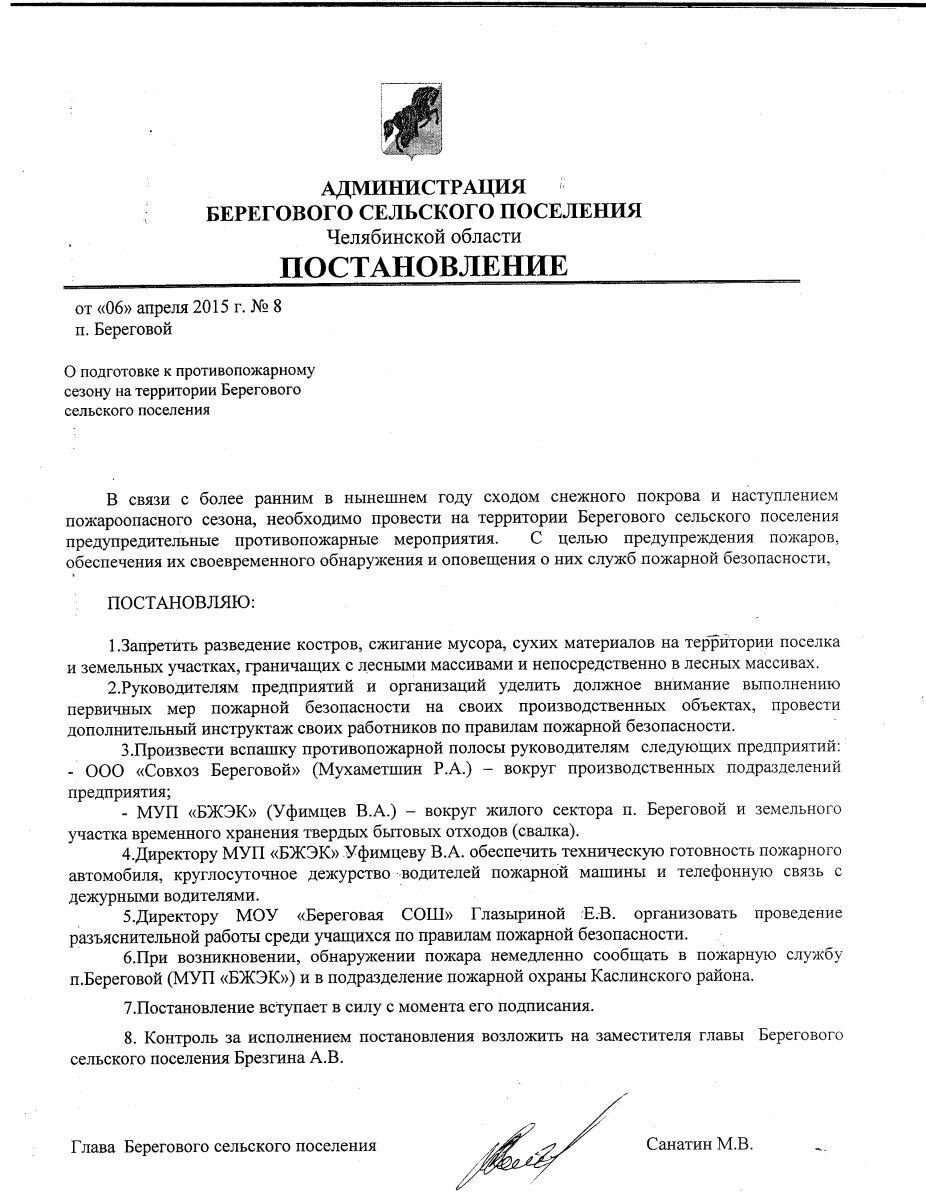 АДМИНИСТРАЦИЯ
БЕРЕГОВОГО СЕЛЬСКОГО ПОСЕЛЕНИЯ
Челябинской области
ПОСТАНОВЛЕНИЕ
от «06» апреля 2015 г. № 8
п. Береговой
О подготовке к противопожарному
сезону на территории Берегового
сельского поселения
В связи с более ранним в нынешнем году сходом снежного покрова и наступлением
пожароопасного сезона, необходимо провести на территории Берегового сельского поселения
предупредительные противопожарные мероприятия. С целью предупреждения пожаров,
обеспечения их своевременного обнаружения и оповещения о них служб пожарной безопасности,
ПОСТАНОВЛЯЮ:
1.Запретить разведение костров, сжигание мусора, сухих материалов на территории поселка
и земельных участках, граничащих с лесными массивами и непосредственно в лесных массивах.
2.Руководителям предприятий и организаций уделить должное внимание выполнению
первичных мер пожарной безопасности на своих производственных объектах, провести
дополнительный инструктаж своих работников по правилам пожарной безопасности.
3.Произвести вспашку противопожарной полосы руководителям следующих предприятий:
- ООО «Совхоз Береговой» (Мухаметшин Р.А.) – вокруг производственных подразделений
предприятия;
- МУП «БЖЭК» (Уфимцев В.А.) – вокруг жилого сектора п. Береговой и земельного
участка временного хранения твердых бытовых отходов (свалка).
4.Директору МУП «БЖЭК» Уфимцеву В.А. обеспечить техническую готовность пожарного
автомобиля, круглосуточное дежурство водителей пожарной машины и телефонную связь с
дежурными водителями.
5.Директору МОУ «Береговая СОШ» Глазыриной Е.В. организовать проведение
разъяснительной работы среди учащихся по правилам пожарной безопасности.
6.При возникновении, обнаружении пожара немедленно сообщать в пожарную службу
п.Береговой (МУП «БЖЭК») и в подразделение пожарной охраны Каслинского района.
7.Постановление вступает в силу с момента его подписания.
8. Контроль за исполнением постановления возложить на заместителя главы Берегового
сельского поселения Брезгина А.В.
Глава Берегового сельского поселения Санатин М.В.